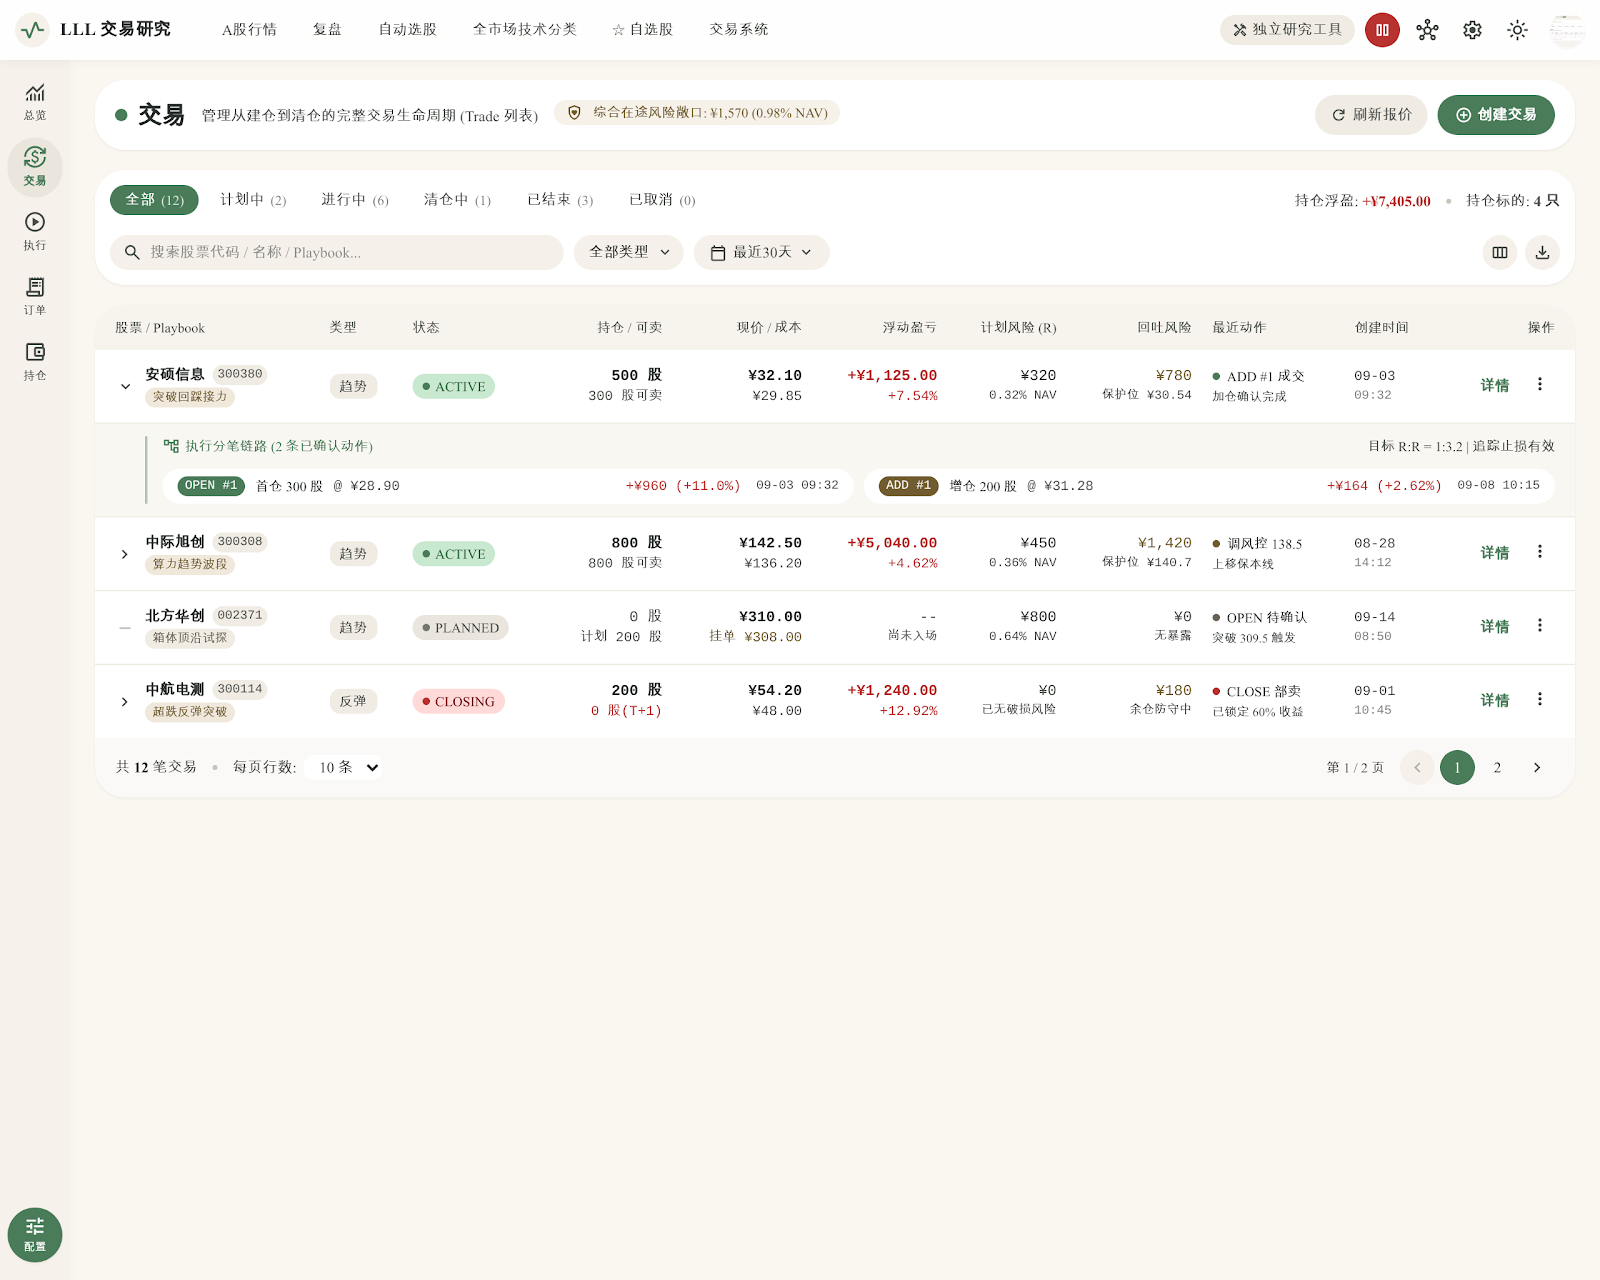 LLL 交易研究
A股行情
复盘
自动选股
全市场技术分类
☆ 自选股
交易系统
独立研究工具
总览
交易
执行
订单
持仓
配置
交易
管理从建仓到清仓的完整交易生命周期 (Trade 列表)
综合在途风险敞口: ¥1,570 (0.98% NAV)
刷新报价
创建交易
全部 (12)
计划中 (2)
进行中 (6)
清仓中 (1)
已结束 (3)
已取消 (0)
持仓浮盈: +¥7,405.00
持仓标的: 4 只
搜索股票代码 / 名称 / Playbook...
全部类型
最近30天
股票 / Playbook
类型
状态
持仓 / 可卖
现价 / 成本
浮动盈亏
计划风险 (R)
回吐风险
最近动作
创建时间
操作
安硕信息 300380
突破回踩接力
趋势
ACTIVE
500 股
300 股可卖
¥32.10
¥29.85
+¥1,125.00
+7.54%
¥320
0.32% NAV
¥780
保护位 ¥30.54
ADD #1 成交
加仓确认完成
09-03
09:32
详情
执行分笔链路 (2 条已确认动作)
目标 R:R = 1:3.2 | 追踪止损有效
OPEN #1 首仓 300 股 @ ¥28.90 +¥960 (+11.0%) 09-03 09:32
ADD #1 增仓 200 股 @ ¥31.28 +¥164 (+2.62%) 09-08 10:15
中际旭创 300308
算力趋势波段
趋势
ACTIVE
800 股
800 股可卖
¥142.50
¥136.20
+¥5,040.00
+4.62%
¥450
0.36% NAV
¥1,420
保护位 ¥140.7
调风控 138.5
上移保本线
08-28
14:12
详情
北方华创 002371
箱体顶沿试探
趋势
PLANNED
0 股
计划 200 股
¥310.00
挂单 ¥308.00
--
尚未入场
¥800
0.64% NAV
¥0
无暴露
OPEN 待确认
突破 309.5 触发
09-14
08:50
详情
中航电测 300114
超跌反弹突破
反弹
CLOSING
200 股
0 股(T+1)
¥54.20
¥48.00
+¥1,240.00
+12.92%
¥0
已无破损风险
¥180
余仓防守中
CLOSE 部卖
已锁定 60% 收益
09-01
10:45
详情
共 12 笔交易
每页行数: 10 条
第 1 / 2 页
1
2